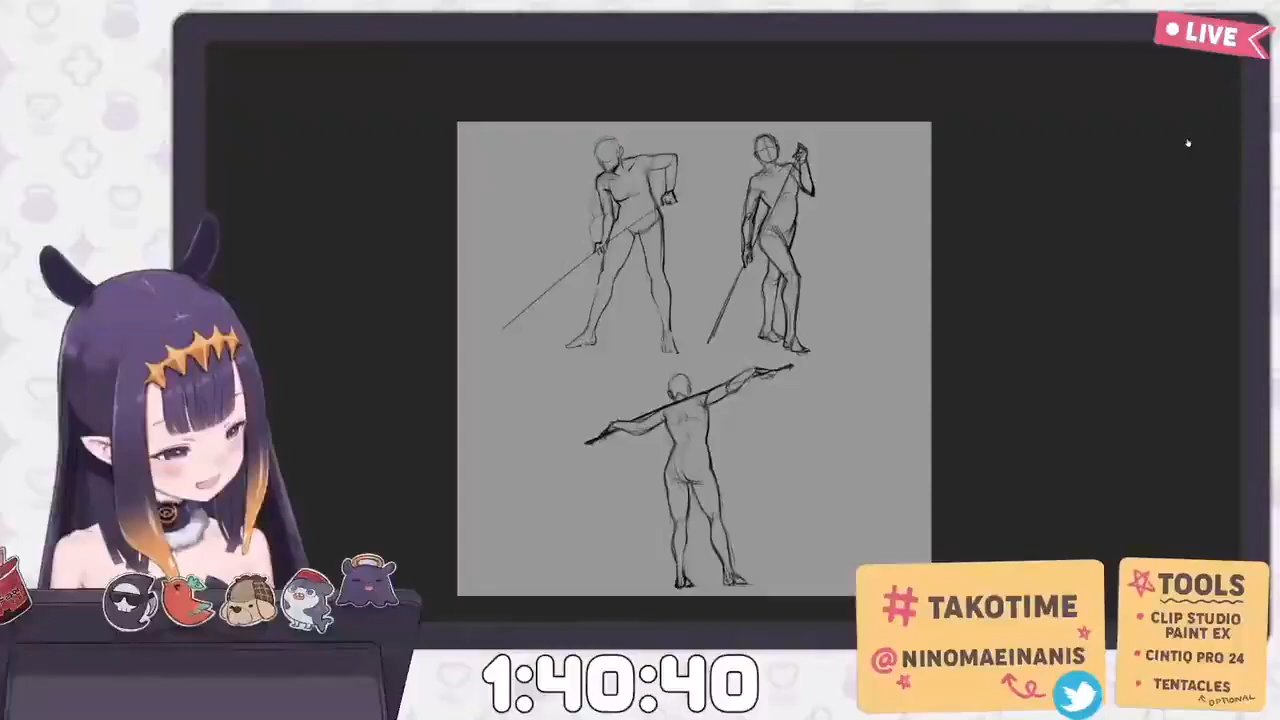 LIVE
# TAKOTIME
@NINOMAEINANIS
TOOLS
• CLIP STUDIO
PAINT EX
• CINTIQ PRO 24
• TENTACLES
OPTIONAL
1:40:40